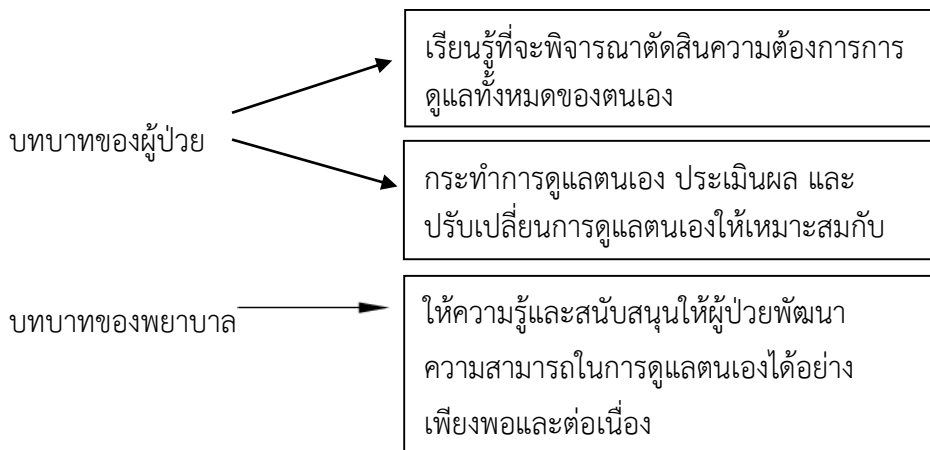 เรียนรู้ที่จะพิจารณาตัดสินความต้องการการ
ดูแลทั้งหมดของตนเอง
บทบาทของผู้ป่วย
กระทำการดูแลตนเอง ประเมินผล และ
ปรับเปลี่ยนการดูแลตนเองให้เหมาะสมกับ
บทบาทของพยาบาล
ให้ความรู้และสนับสนุนให้ผู้ป่วยพัฒนา
ความสามารถในการดูแลตนเองได้อย่าง
เพียงพอและต่อเนื่อง